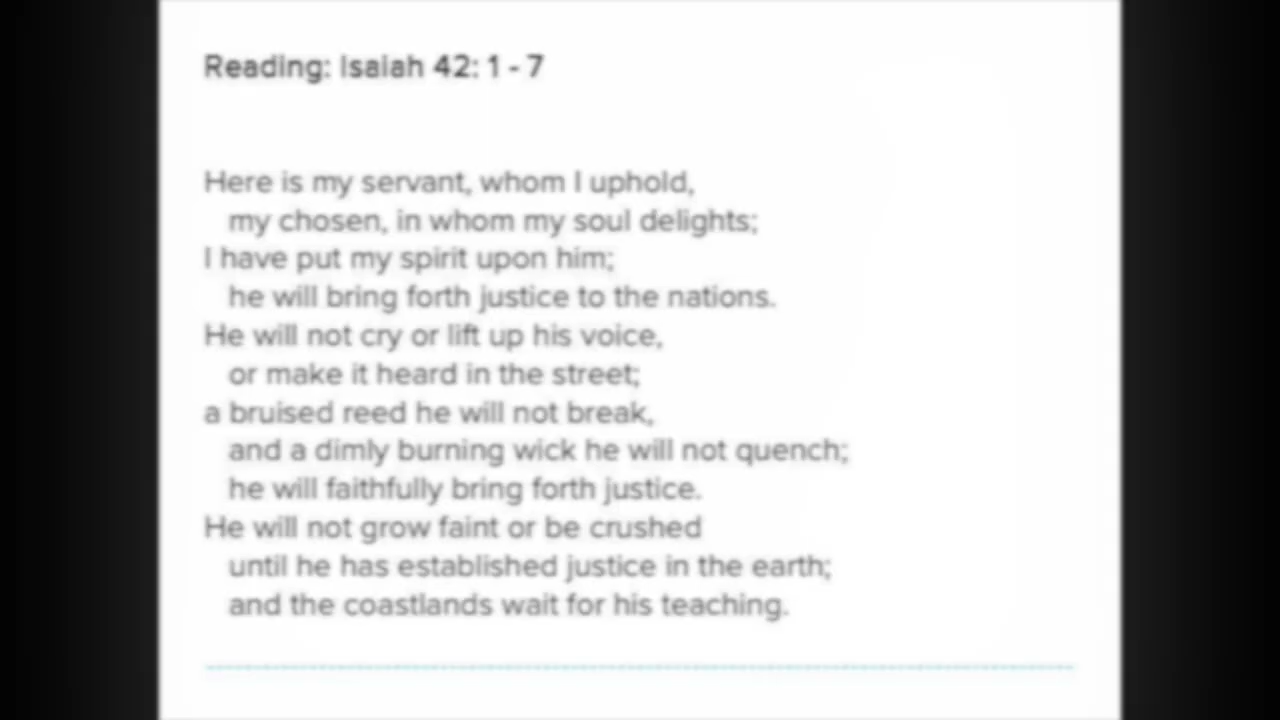 Reading: Isaiah 42: 1 - 7
Here is my servant, whom I uphold,
my chosen, in whom my soul delights;
I have put my spirit upon him;
he will bring forth justice to the nations.
He will not cry or lift up his voice,
or make it heard in the street;
a bruised reed he will not break,
and a dimly burning wick he will not quench;
he will faithfully bring forth justice.
He will not grow faint or be crushed
until he has established justice in the earth;
and the coastlands wait for his teaching.